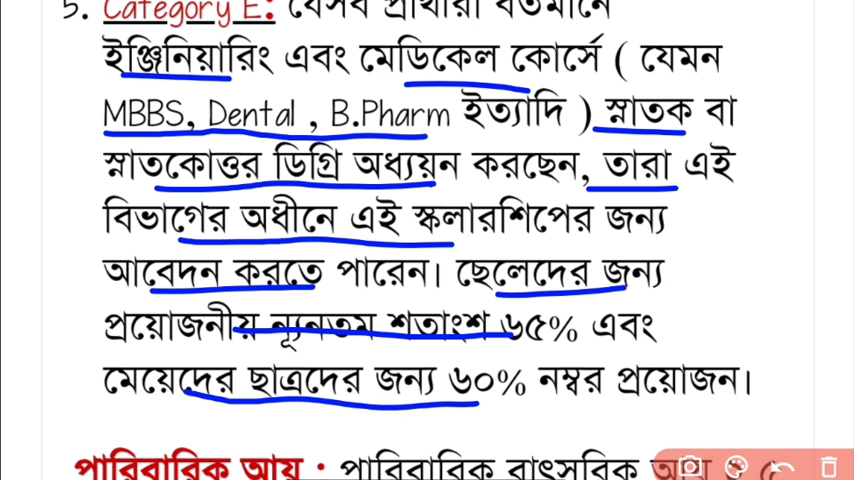 5. Category E: যেসব প্রার্থীরা বর্তমানে
ইঞ্জিনিয়ারিং এবং মেডিকেল কোর্সে ( যেমন
MBBS, Dental , B.Pharm ইত্যাদি ) স্নাতক বা
স্নাতকোত্তর ডিগ্রি অধ্যয়ন করছেন, তারা এই
বিভাগের অধীনে এই স্কলারশিপের জন্য
আবেদন করতে পারেন। ছেলেদের জন্য
প্রয়োজনীয় ন্যূনতম শতাংশ ৬৫% এবং
মেয়েদের ছাত্রদের জন্য ৬০% নম্বর প্রয়োজন।
পারিবারিক আয় : পারিবারিক বাৎসরিক আয়